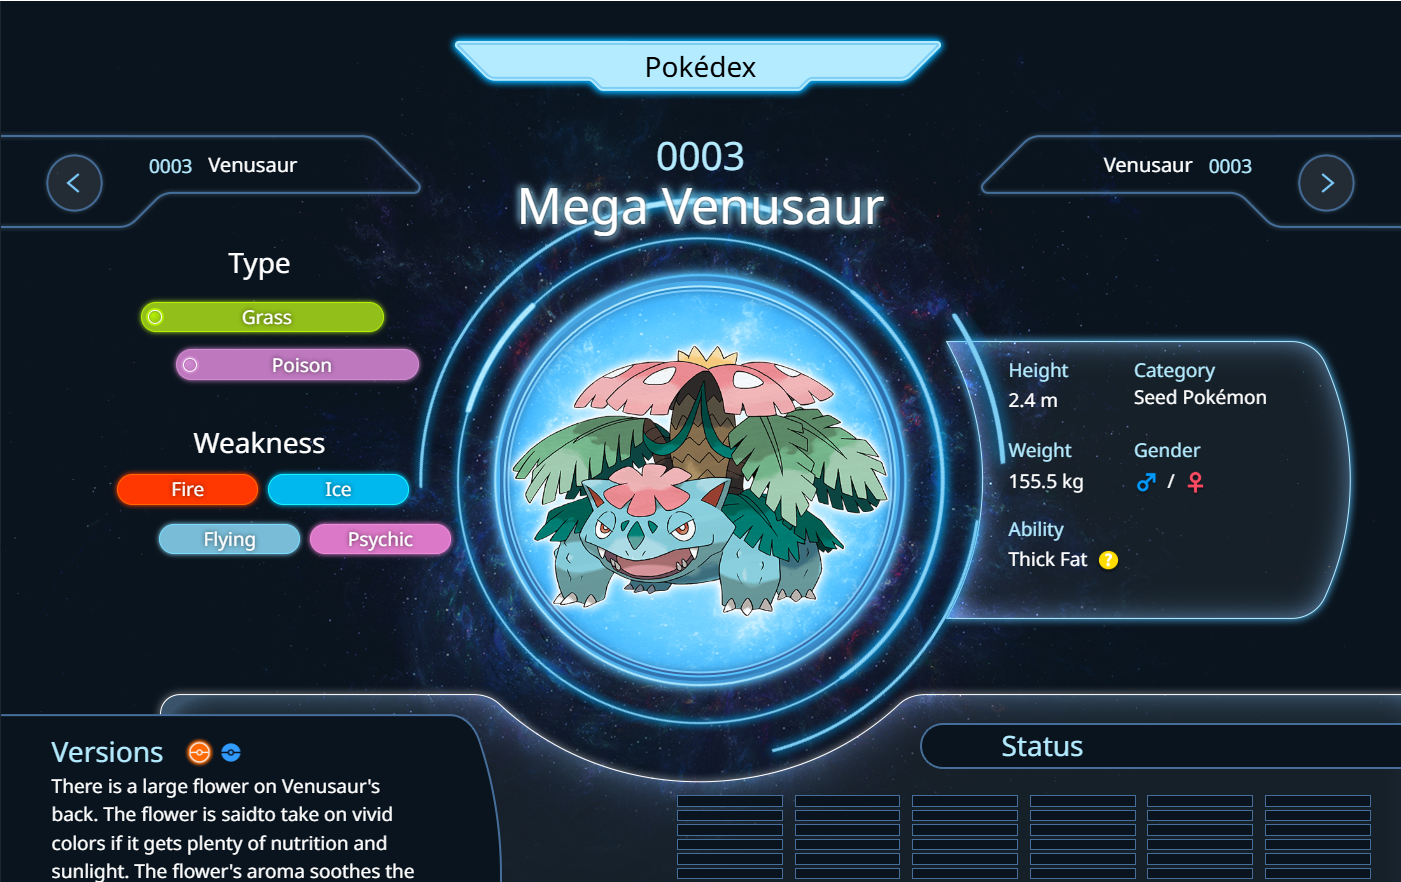 Pokédex
0003 Venusaur
0003
Mega Venusaur
Venusaur 0003
Type
Grass
Poison
Weakness
Fire
Ice
Flying
Psychic
Height
2.4 m
Category
Seed Pokémon
Weight
155.5 kg
Gender
♂ / ♀
Ability
Thick Fat ?
Versions
There is a large flower on Venusaur's
back. The flower is saidto take on vivid
colors if it gets plenty of nutrition and
sunlight. The flower's aroma soothes the
Status